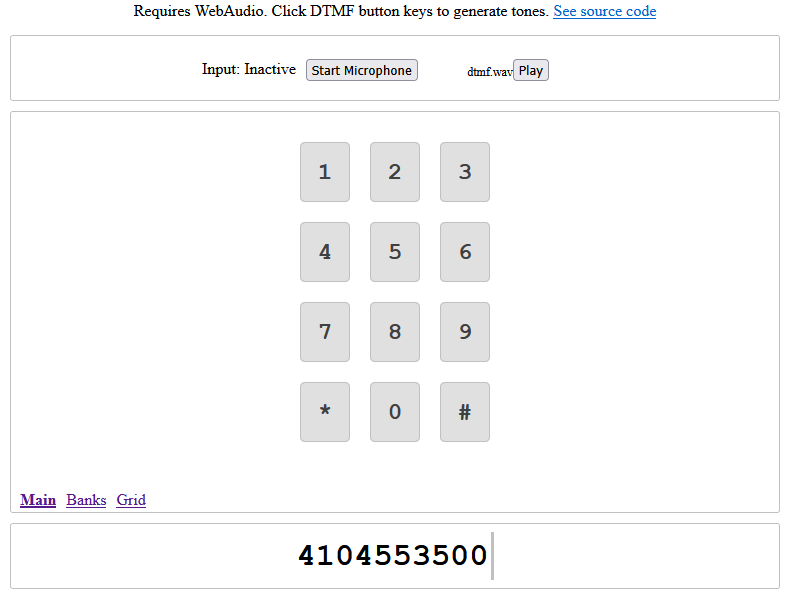 Requires WebAudio. Click DTMF button keys to generate tones. See source code
Input: Inactive Start Microphone dtmf.wav Play
1 2 3
4 5 6
7 8 9
* 0 #
Main Banks Grid
4104553500